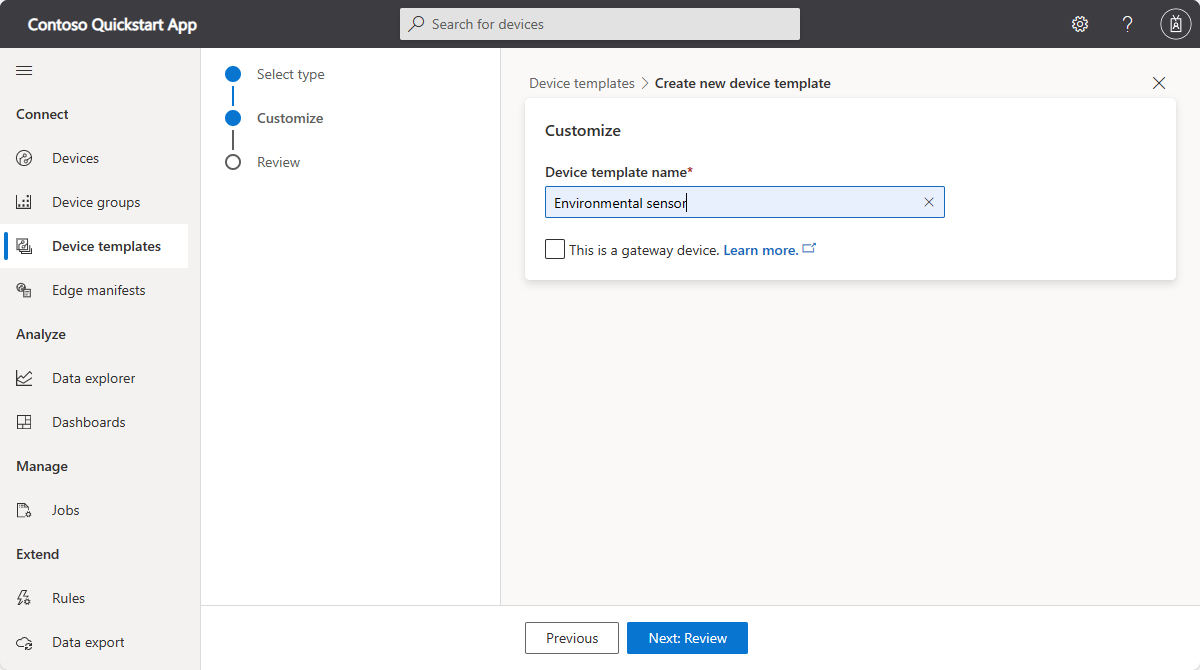 Contoso Quickstart App
Search for devices
?
Connect
Devices
Device groups
Device templates
Edge manifests
Analyze
Data explorer
Dashboards
Manage
Jobs
Extend
Rules
Data export
Select type
Customize
Review
Device templates > Create new device template
Customize
Device template name*
Environmental sensor
This is a gateway device. Learn more.
Previous
Next: Review